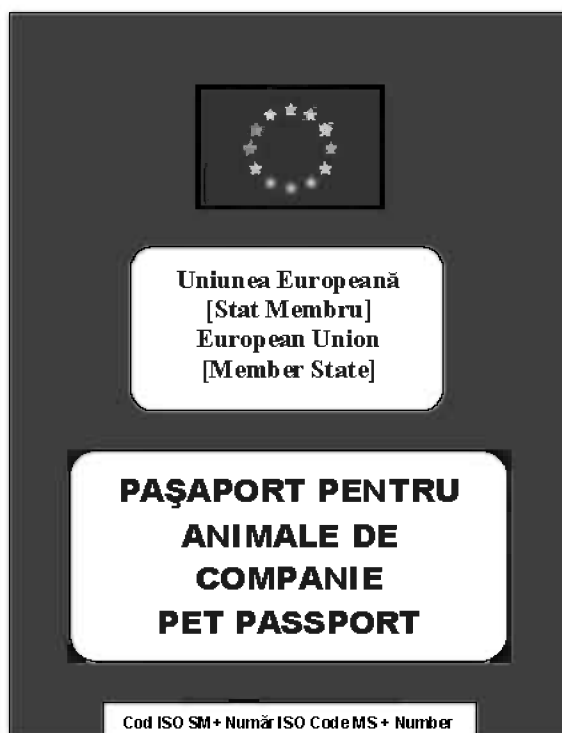 Uniunea Europeană
[Stat Membru]
European Union
[Member State]
PAŞAPORT PENTRU
ANIMALE DE
COMPANIE
PET PASSPORT
Cod ISO SM + Număr ISO Code MS + Number